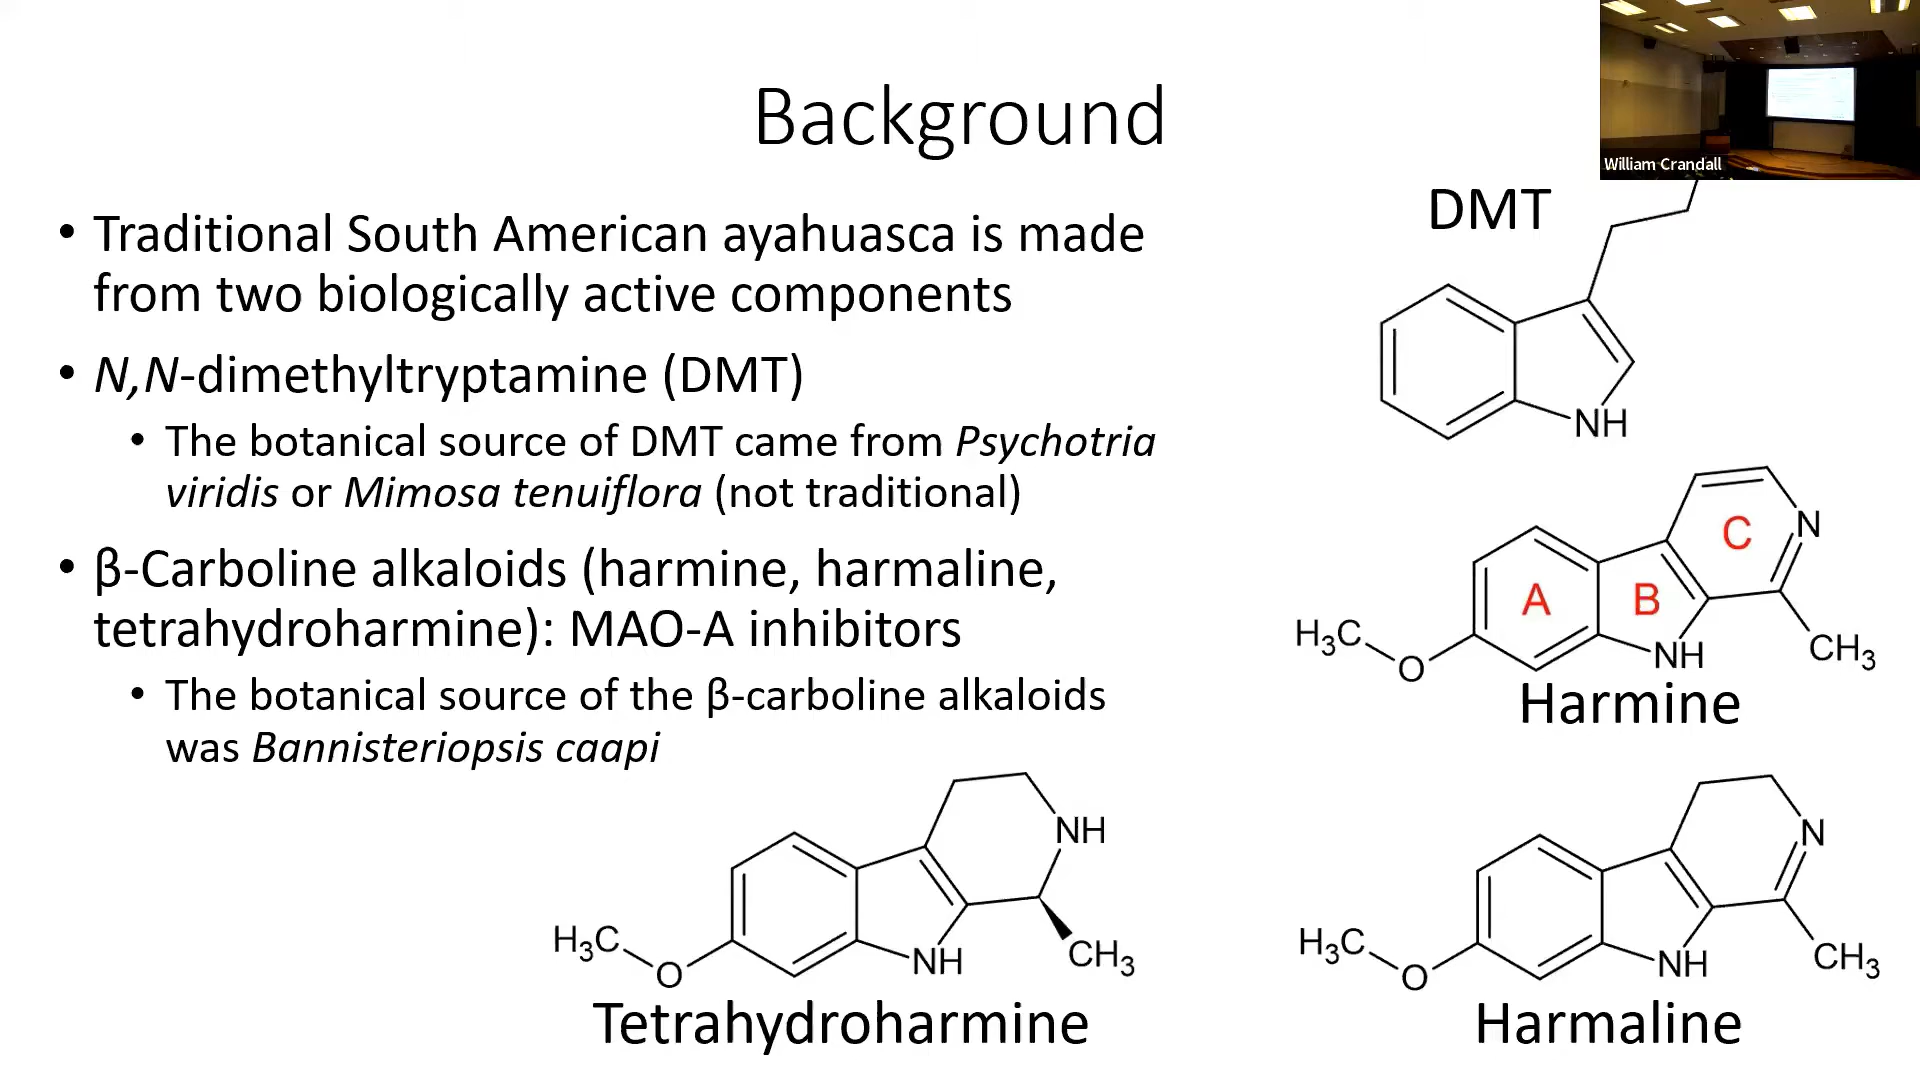 Background
William Crandall
• Traditional South American ayahuasca is made
from two biologically active components
• N,N-dimethyltryptamine (DMT)
• The botanical source of DMT came from Psychotria
viridis or Mimosa tenuiflora (not traditional)
• β-Carboline alkaloids (harmine, harmaline,
tetrahydroharmine): MAO-A inhibitors
• The botanical source of the β-carboline alkaloids
was Bannisteriopsis caapi
DMT
NH
C
N
A
B
H₃C
O
NH
CH₃
Harmine
NH
H₃C
O
NH
CH₃
Tetrahydroharmine
N
H₃C
O
NH
CH₃
Harmaline